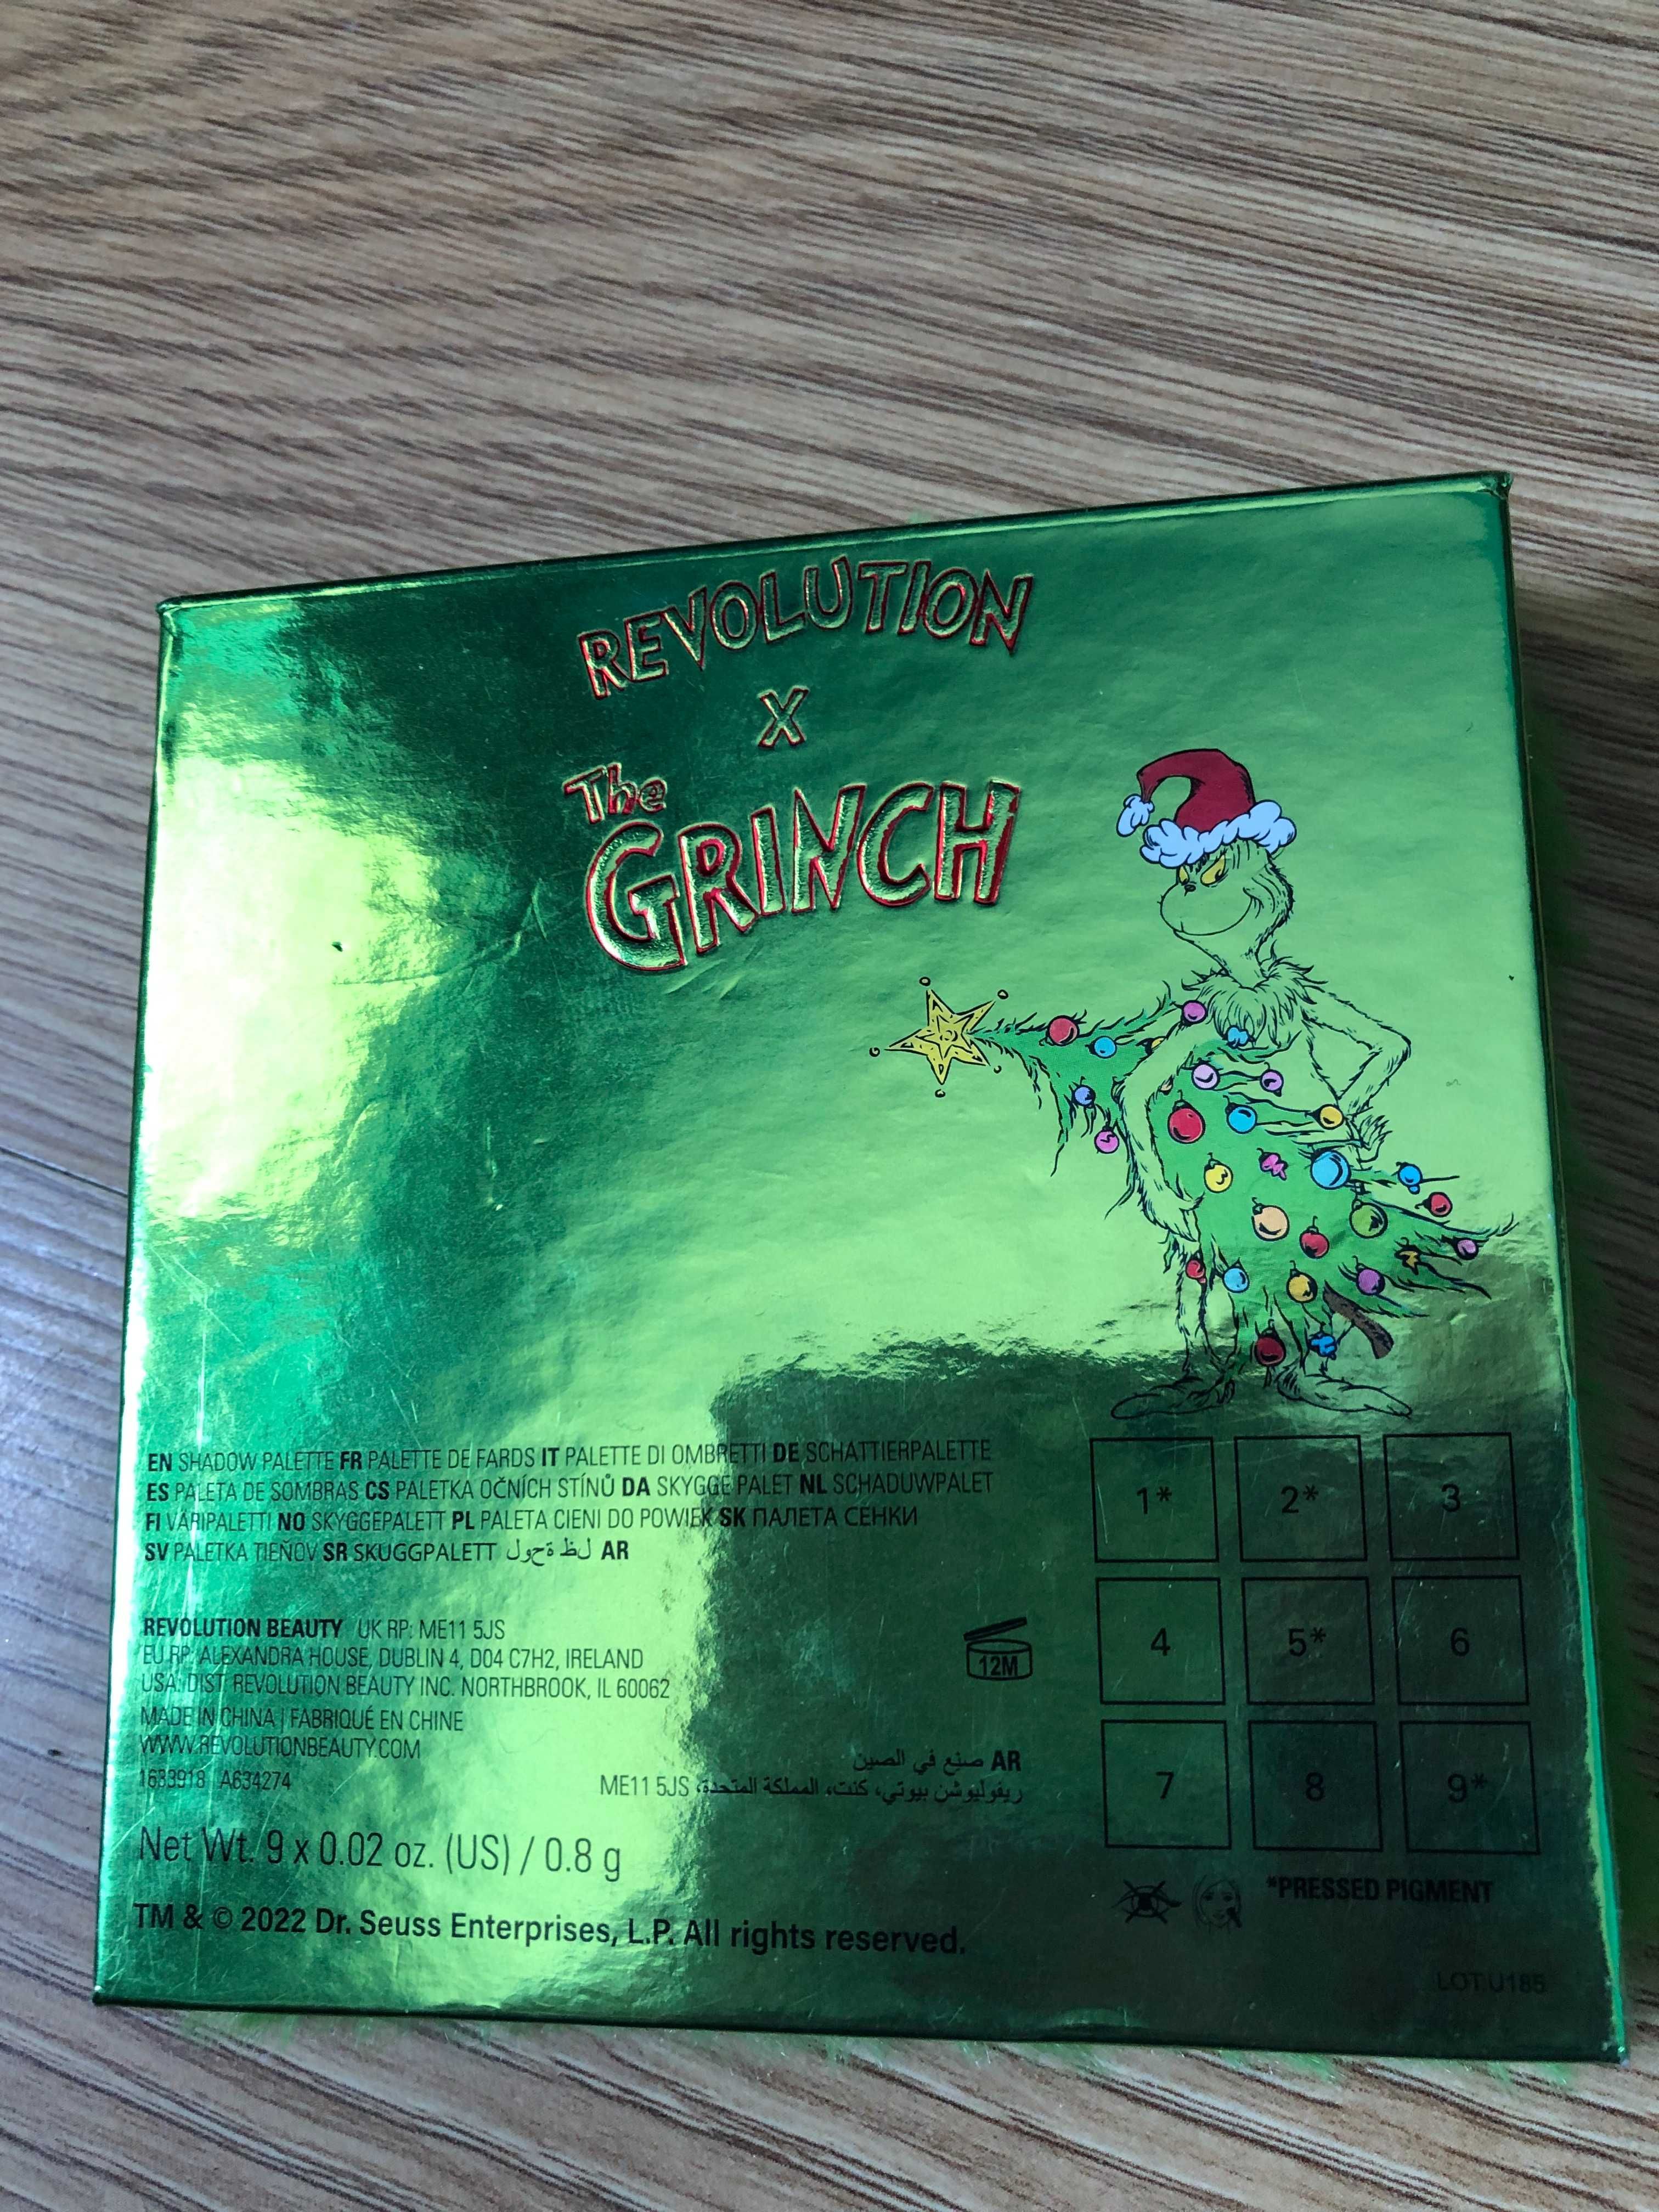 REVOLUTION
X
The
GRINCH
EN SHADOW PALETTE FR PALETTE DE FARDS IT PALETTE DI OMBRETTI DE SCHATTIERPALETTE
ES PALETA DE SOMBRAS CS PALETKA OČNÍCH STÍNŮ DA SKYGGE PALET NL SCHADUWPALET
FI VÄRIPALETTI NO SKYGGEPALETT PL PALETA CIENI DO POWIEK SK ПАЛЕТА СЕНКИ
SV PALETKA TIEŇOV SR SKUGGPALETT لظ ةحول AR
REVOLUTION BEAUTY UK RP: ME11 5JS
EU RP: ALEXANDRA HOUSE, DUBLIN 4, D04 C7H2, IRELAND
USA: DIST. REVOLUTION BEAUTY INC. NORTHBROOK, IL 60062
MADE IN CHINA | FABRIQUÉ EN CHINE
WWW.REVOLUTIONBEAUTY.COM
1633918 A634274
12M
AR صنع في الصين
ريفوليوشن بيوتي، كنت، المملكة المتحدة، ME11 5JS
Net Wt. 9 x 0.02 oz. (US) / 0.8 g
TM & © 2022 Dr. Seuss Enterprises, L.P. All rights reserved.
1* 2* 3
4 5* 6
7 8 9*
*PRESSED PIGMENT
LOT:U185